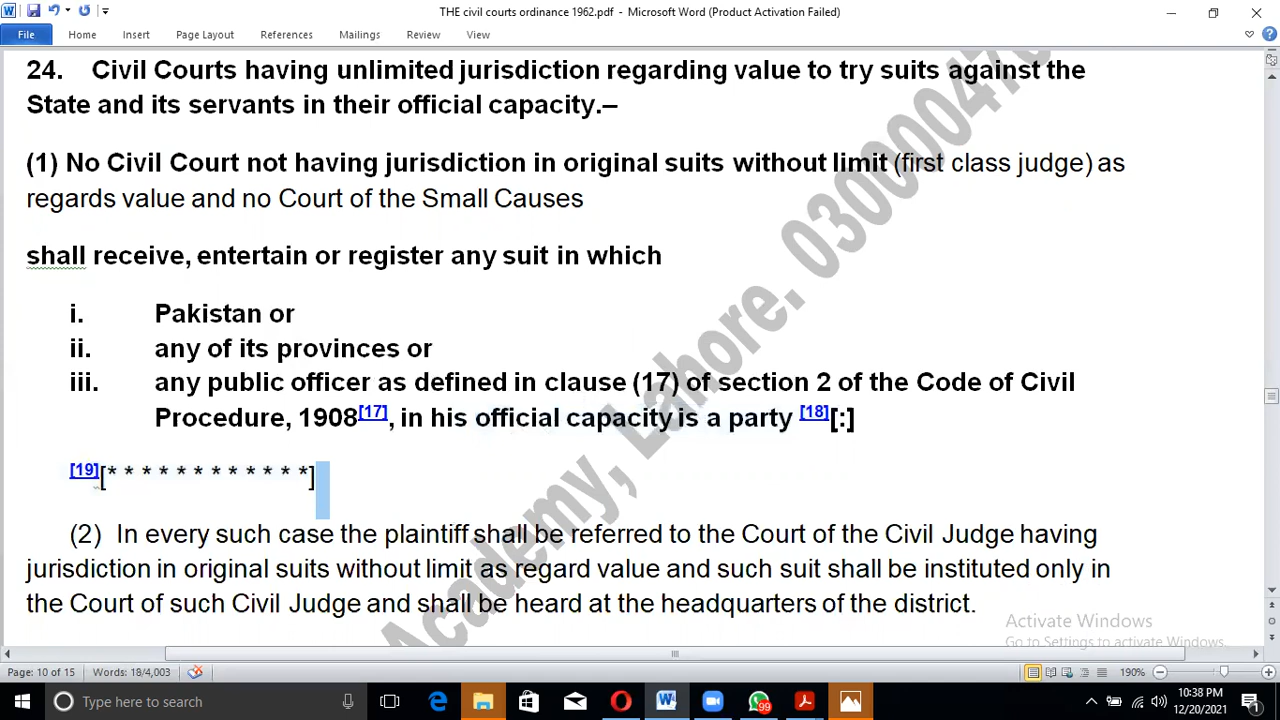 THE civil courts ordinance 1962.pdf - Microsoft Word (Product Activation Failed)
File Home Insert Page Layout References Mailings Review View
24. Civil Courts having unlimited jurisdiction regarding value to try suits against the
State and its servants in their official capacity.–
(1) No Civil Court not having jurisdiction in original suits without limit (first class judge) as
regards value and no Court of the Small Causes
shall receive, entertain or register any suit in which
i. Pakistan or
ii. any of its provinces or
iii. any public officer as defined in clause (17) of section 2 of the Code of Civil
Procedure, 1908[17], in his official capacity is a party [18][:]
[19][* * * * * * * * * * * *]
(2) In every such case the plaintiff shall be referred to the Court of the Civil Judge having
jurisdiction in original suits without limit as regard value and such suit shall be instituted only in
the Court of such Civil Judge and shall be heard at the headquarters of the district.
Academy, Lahore. 03000047
Activate Windows
Go to Settings to activate Windows.
Page: 10 of 15 Words: 18/4,003 190%
Type here to search
99
10:38 PM
12/20/2021
1